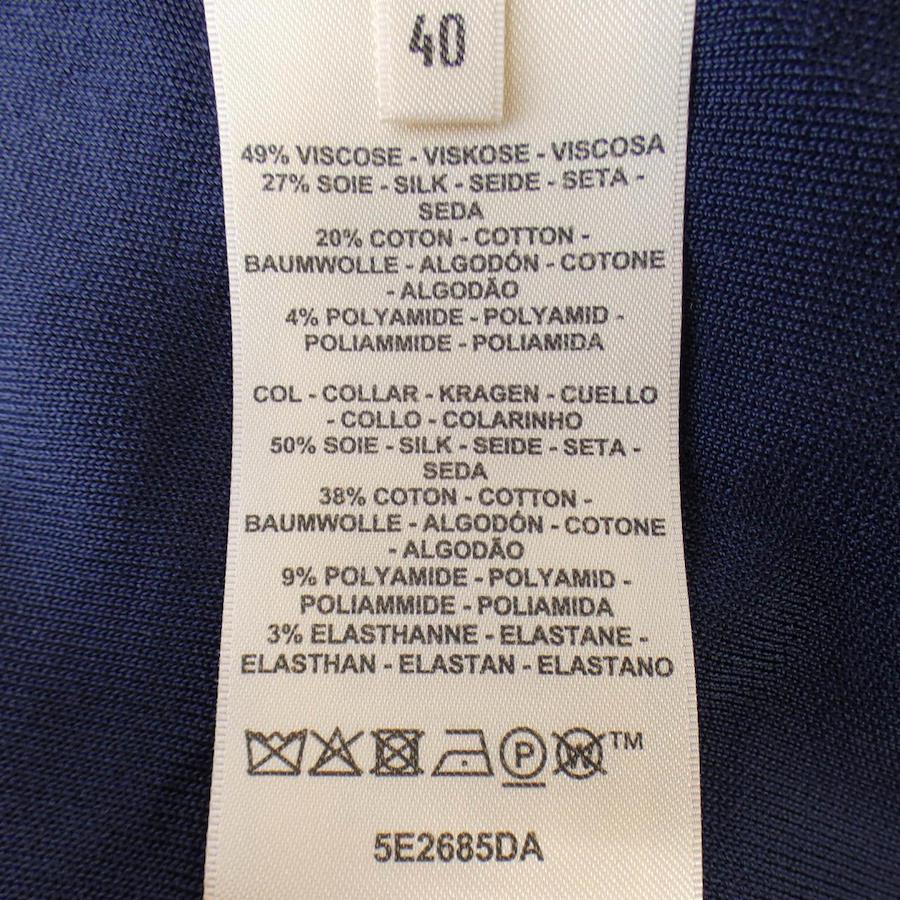 40
49% VISCOSE - VISKOSE - VISCOSA
27% SOIE - SILK - SEIDE - SETA -
SEDA
20% COTON - COTTON -
BAUMWOLLE - ALGODÓN - COTONE
- ALGODÃO
4% POLYAMIDE - POLYAMID -
POLIAMMIDE - POLIAMIDA
COL - COLLAR - KRAGEN - CUELLO
- COLLO - COLARINHO
50% SOIE - SILK - SEIDE - SETA -
SEDA
38% COTON - COTTON -
BAUMWOLLE - ALGODÓN - COTONE
- ALGODÃO
9% POLYAMIDE - POLYAMID -
POLIAMMIDE - POLIAMIDA
3% ELASTHANNE - ELASTANE -
ELASTHAN - ELASTAN - ELASTANO
P W TM
5E2685DA